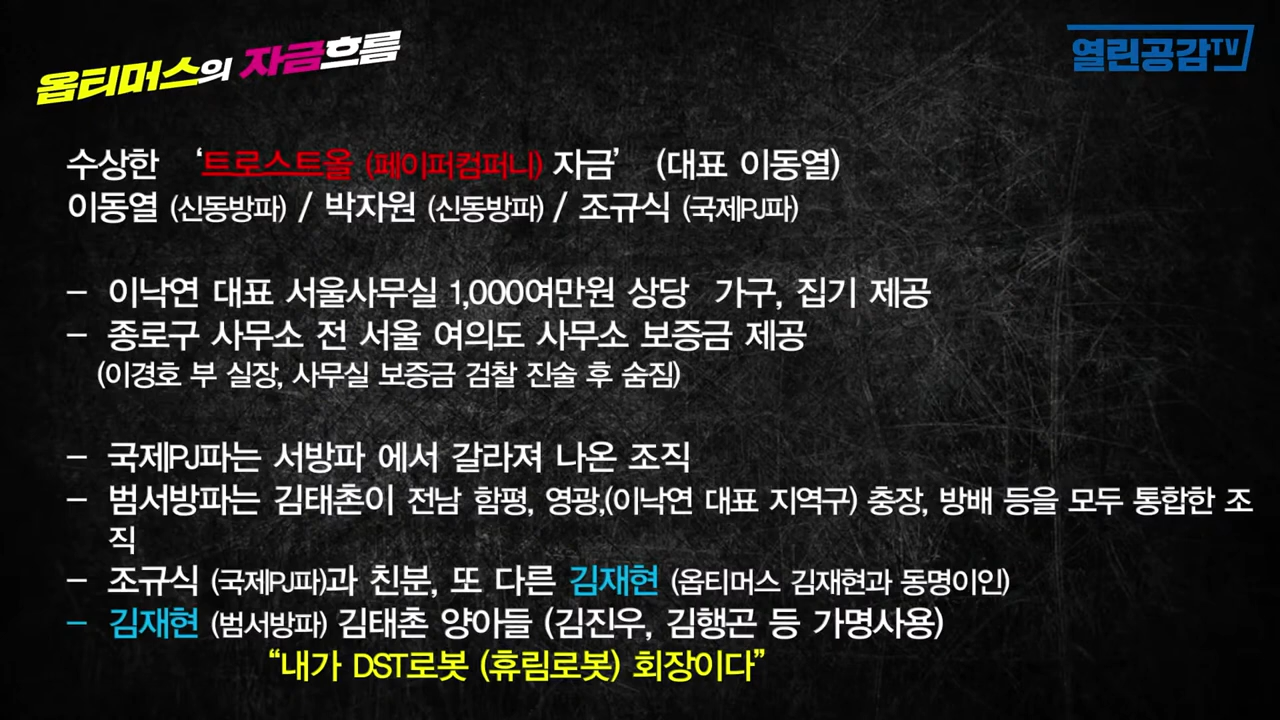 옵티머스의 자금흐름
열린공감TV
수상한 ‘트로스트올 (페이퍼컴퍼니) 자금’ (대표 이동열)
이동열 (신동방파) / 박자원 (신동방파) / 조규식 (국제PJ파)
– 이낙연 대표 서울사무실 1,000여만원 상당 가구, 집기 제공
– 종로구 사무소 전 서울 여의도 사무소 보증금 제공
(이경호 부 실장, 사무실 보증금 검찰 진술 후 숨짐)
– 국제PJ파는 서방파 에서 갈라져 나온 조직
– 범서방파는 김태촌이 전남 함평, 영광,(이낙연 대표 지역구) 충장, 방배 등을 모두 통합한 조
직
– 조규식 (국제PJ파)과 친분, 또 다른 김재현 (옵티머스 김재현과 동명이인)
– 김재현 (범서방파) 김태촌 양아들 (김진우, 김행곤 등 가명사용)
“내가 DST로봇 (휴림로봇) 회장이다”